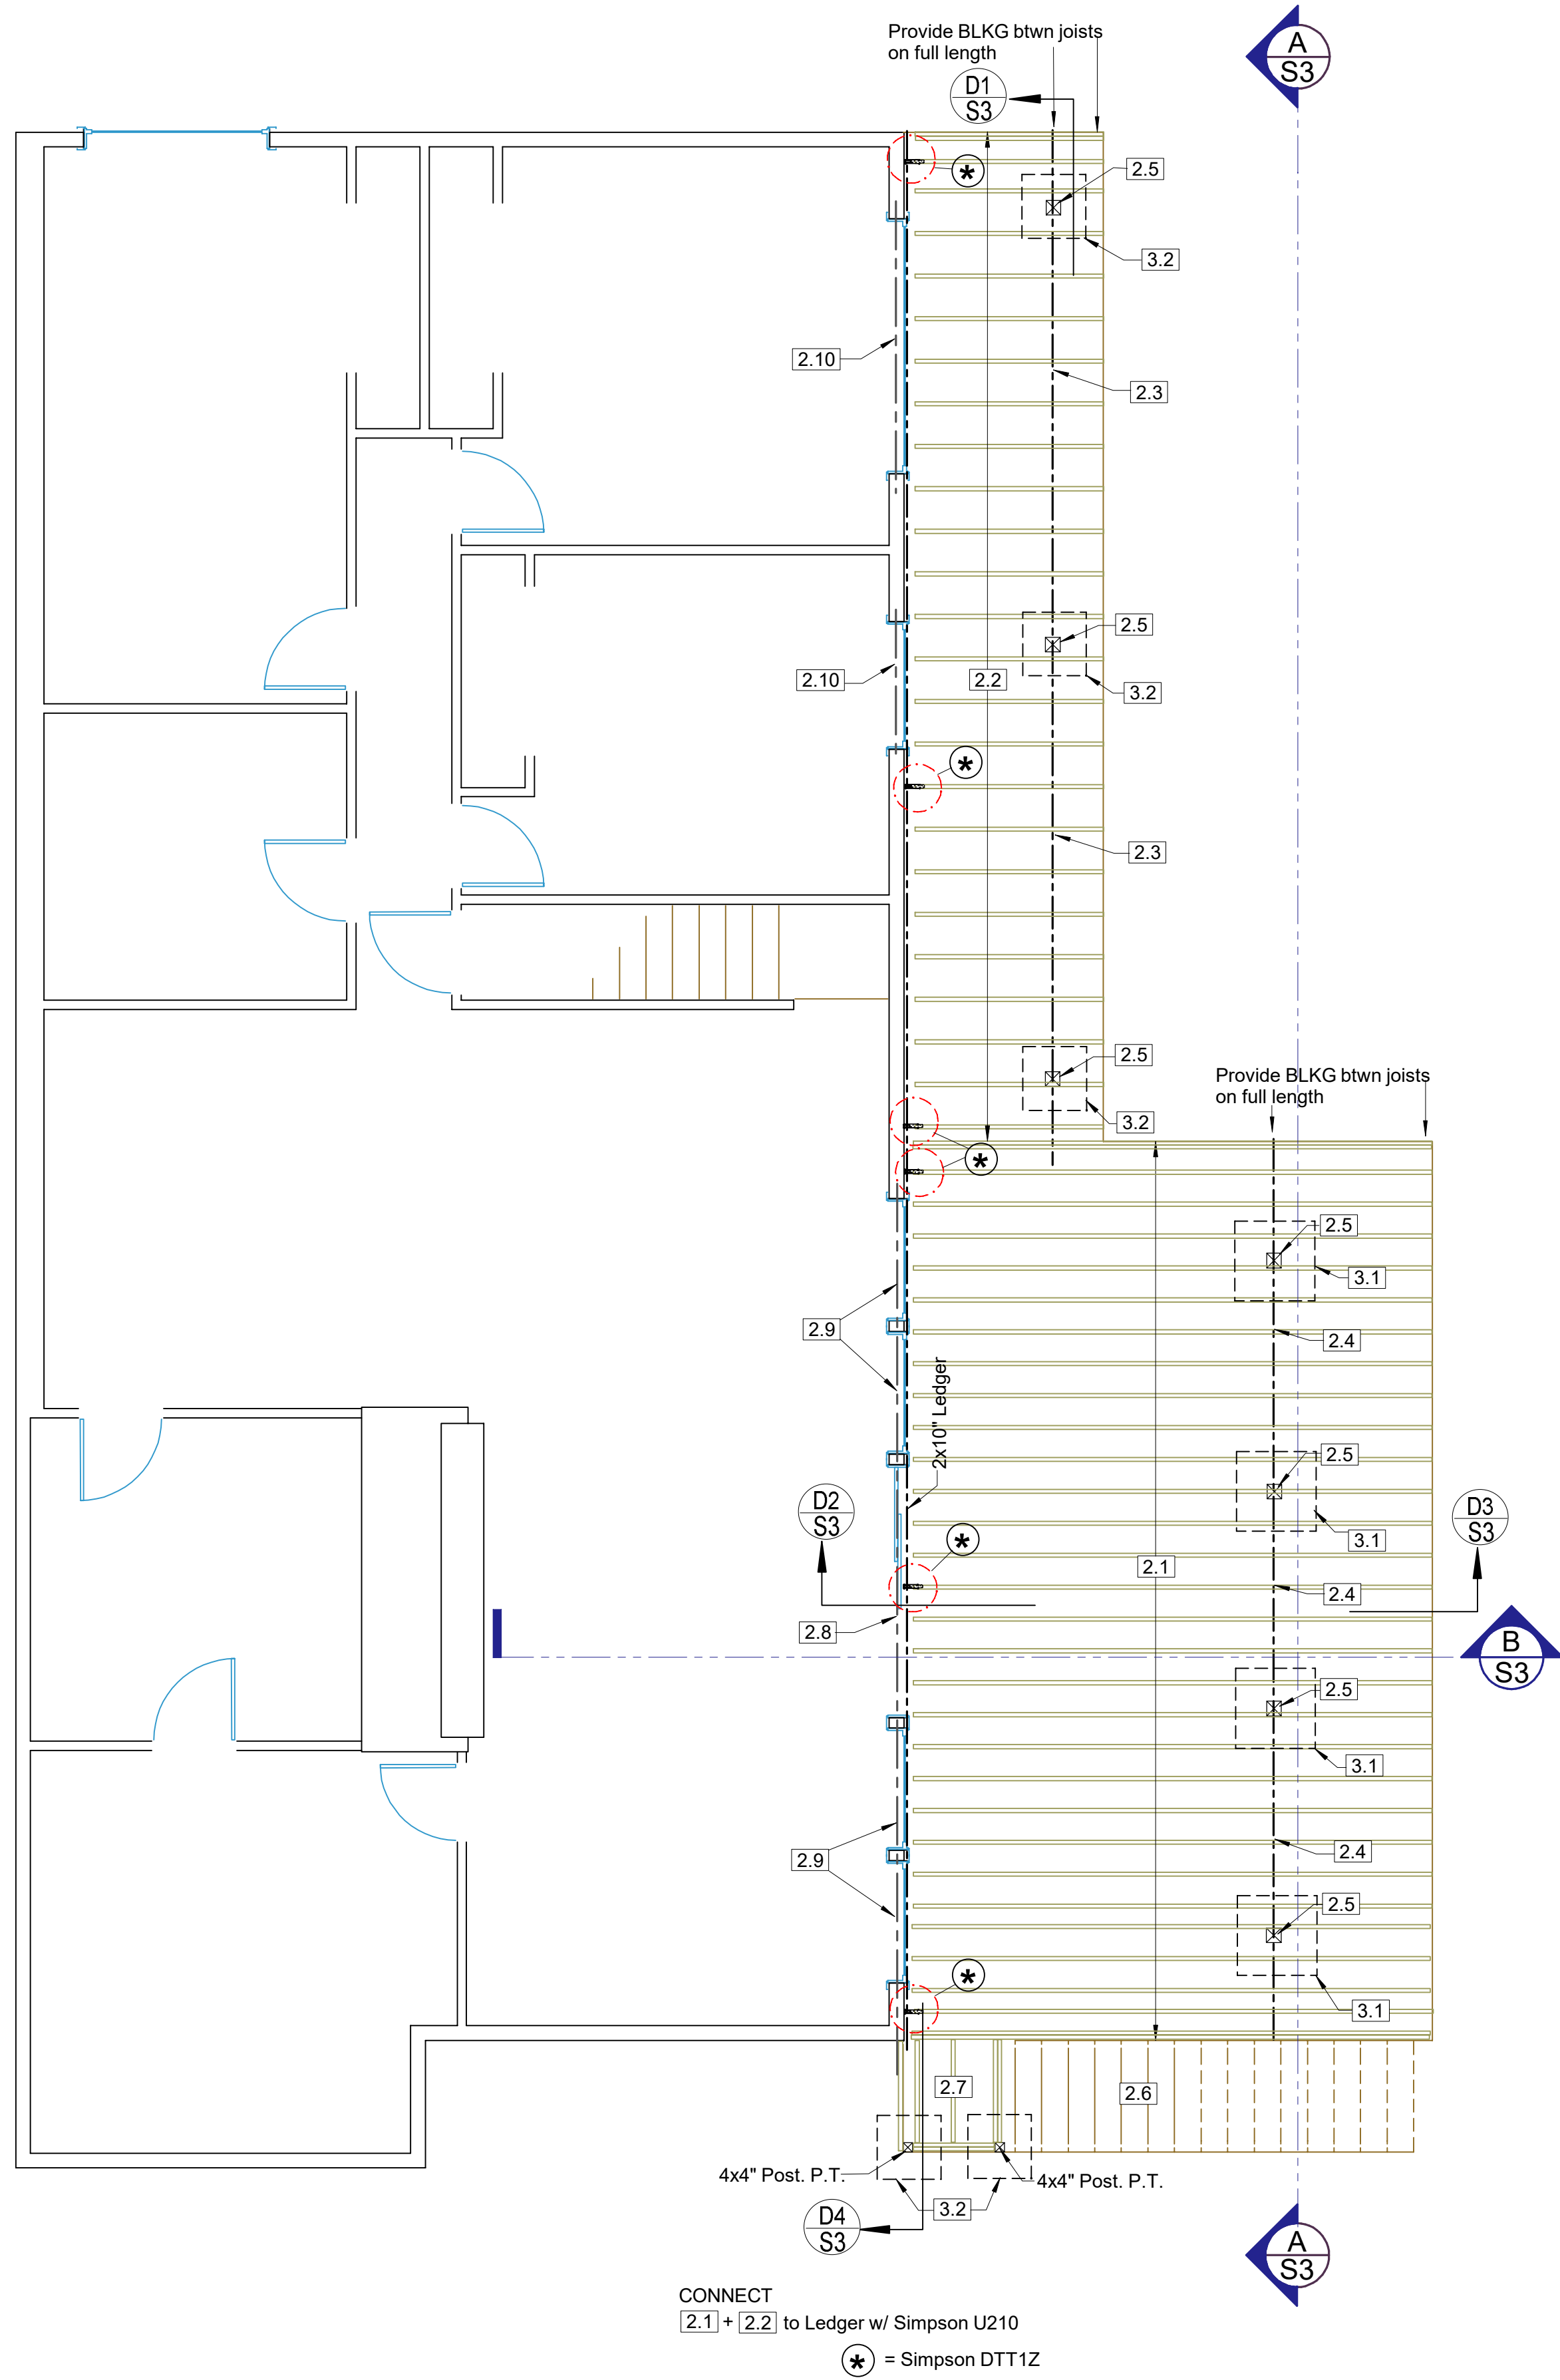 Provide BLKG btwn joists
on full length
A
S3
D1
S3
*
2.5
3.2
2.10
2.3
2.5
2.10
2.2
3.2
*
2.3
2.5
Provide BLKG btwn joists
on full length
3.2
*
2.5
3.1
2.9
2.4
2x10" Ledger
2.5
D2
S3
D3
S3
*
3.1
2.1
2.4
2.8
B
S3
2.5
3.1
2.4
2.9
2.5
*
3.1
2.7
2.6
4x4" Post. P.T.
4x4" Post. P.T.
3.2
D4
S3
A
S3
CONNECT
2.1 + 2.2 to Ledger w/ Simpson U210
* = Simpson DTT1Z